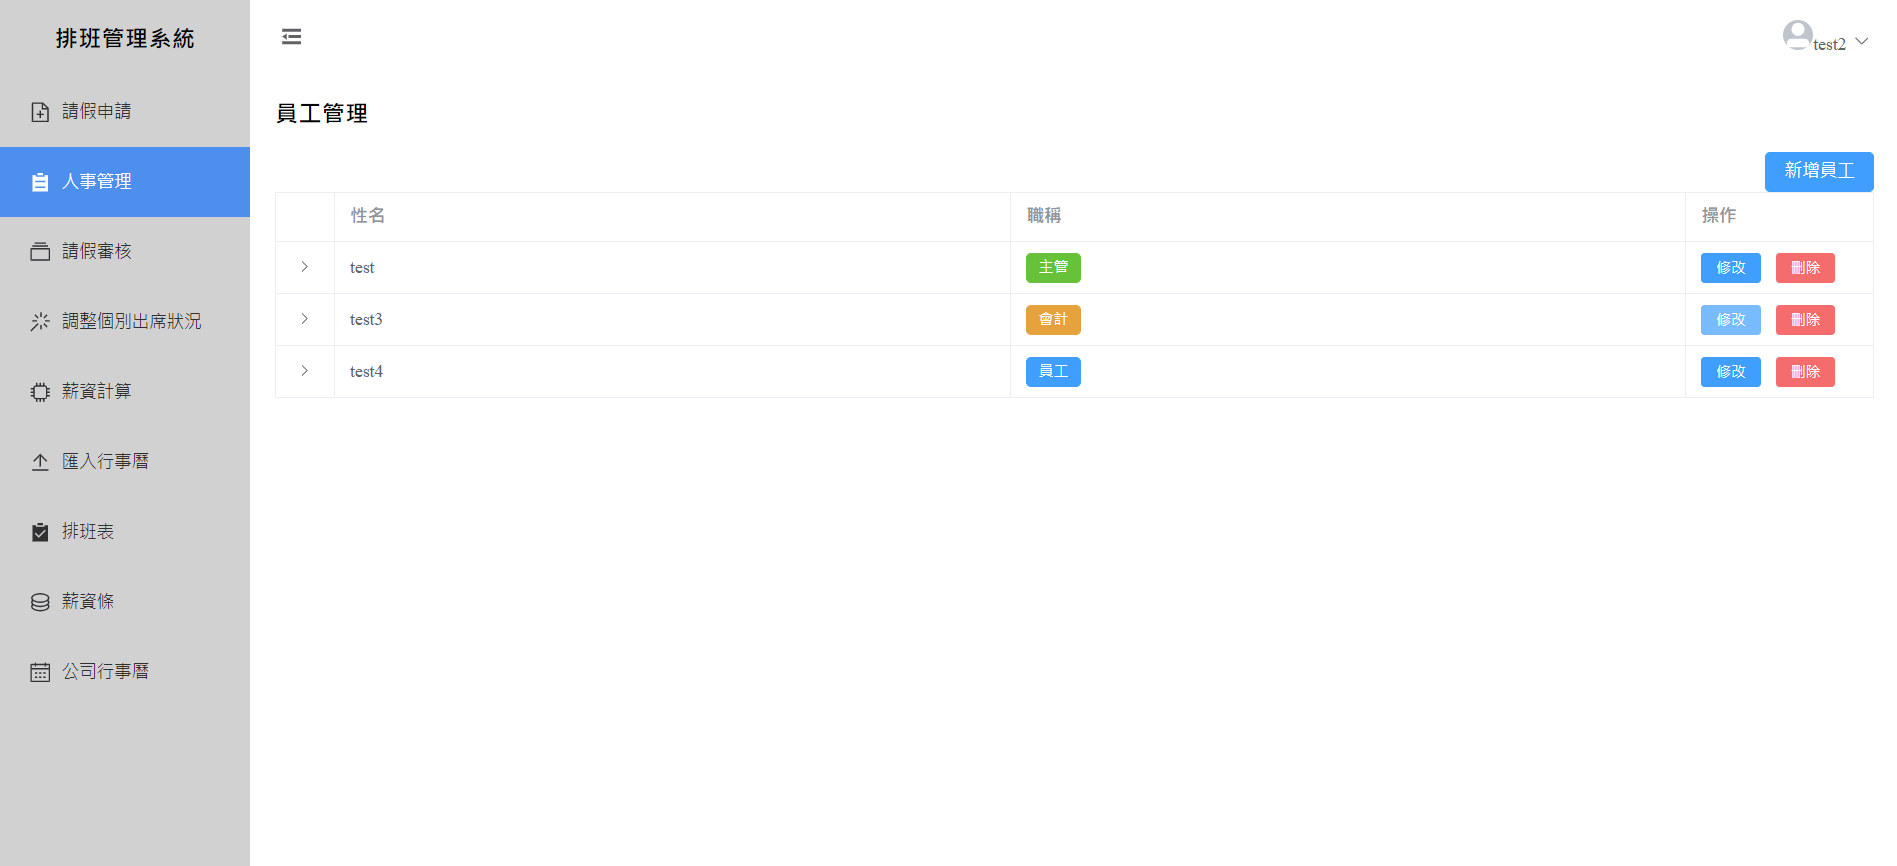 排班管理系統
test2
請假申請
人事管理
請假審核
調整個別出席狀況
薪資計算
匯入行事曆
排班表
薪資條
公司行事曆
員工管理
新增員工
性名 職稱 操作
test 主管 修改 刪除
test3 會計 修改 刪除
test4 員工 修改 刪除